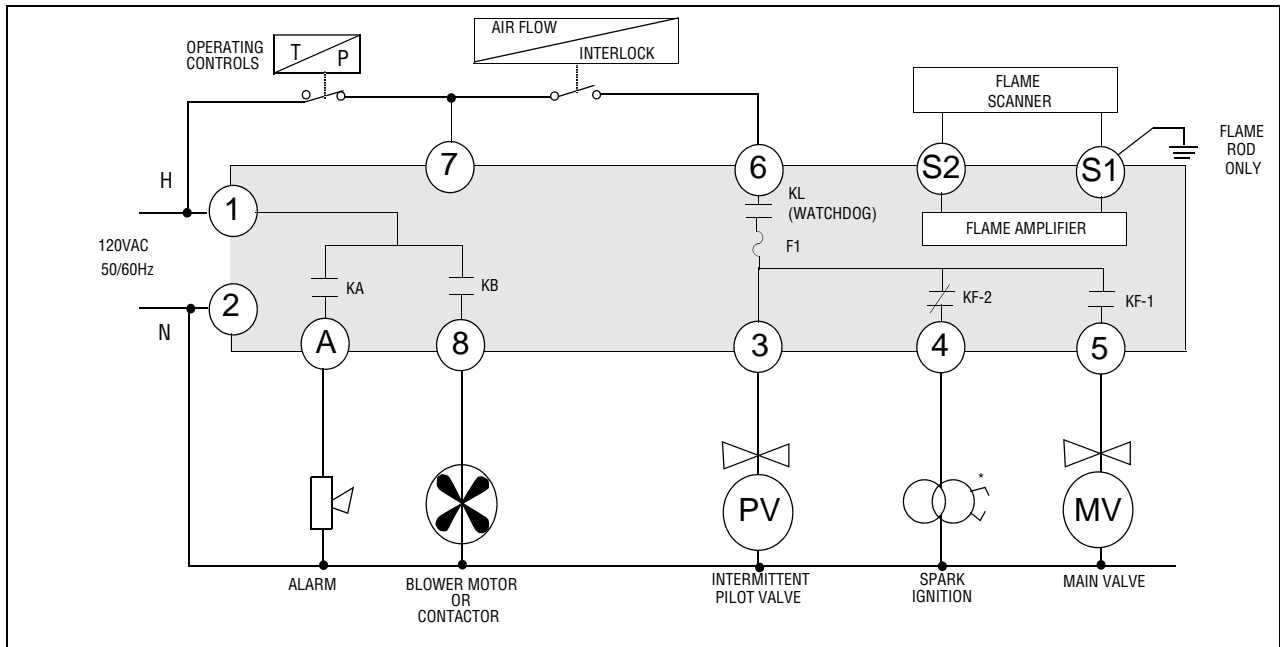 OPERATING
CONTROLS
T
P
AIR FLOW
INTERLOCK
FLAME
SCANNER
FLAME
ROD
ONLY
7
6
S2
S1
H
1
KL
(WATCHDOG)
FLAME AMPLIFIER
F1
120VAC
50/60Hz
KA
KB
KF-2
KF-1
2
N
A
8
3
4
5
*
PV
MV
ALARM
BLOWER MOTOR
OR
CONTACTOR
INTERMITTENT
PILOT VALVE
SPARK
IGNITION
MAIN VALVE